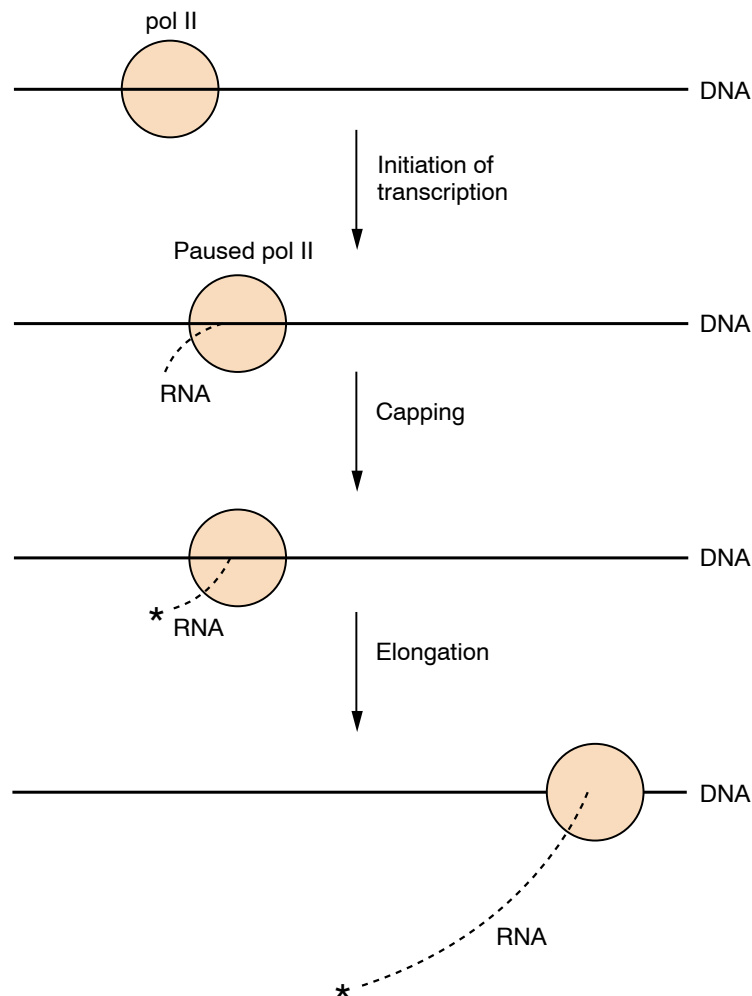 pol II
DNA
Initiation of
transcription
Paused pol II
DNA
RNA
Capping
DNA
*
RNA
Elongation
DNA
RNA
*